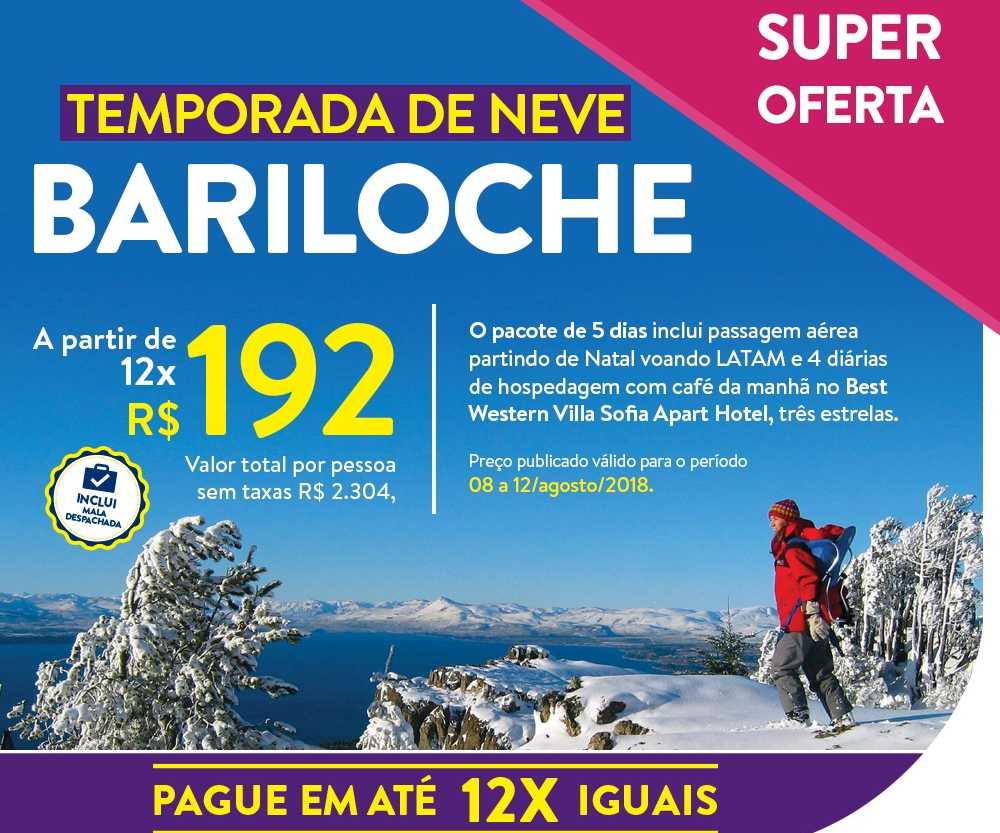 SUPER
OFERTA
TEMPORADA DE NEVE
BARILOCHE
A partir de
12x
R$ 192
Valor total por pessoa
sem taxas R$ 2.304,
INCLUI
MALA
DESPACHADA
O pacote de 5 dias inclui passagem aérea
partindo de Natal voando LATAM e 4 diárias
de hospedagem com café da manhã no Best
Western Villa Sofia Apart Hotel, três estrelas.
Preço publicado válido para o período
08 a 12/agosto/2018.
PAGUE EM ATÉ 12X IGUAIS